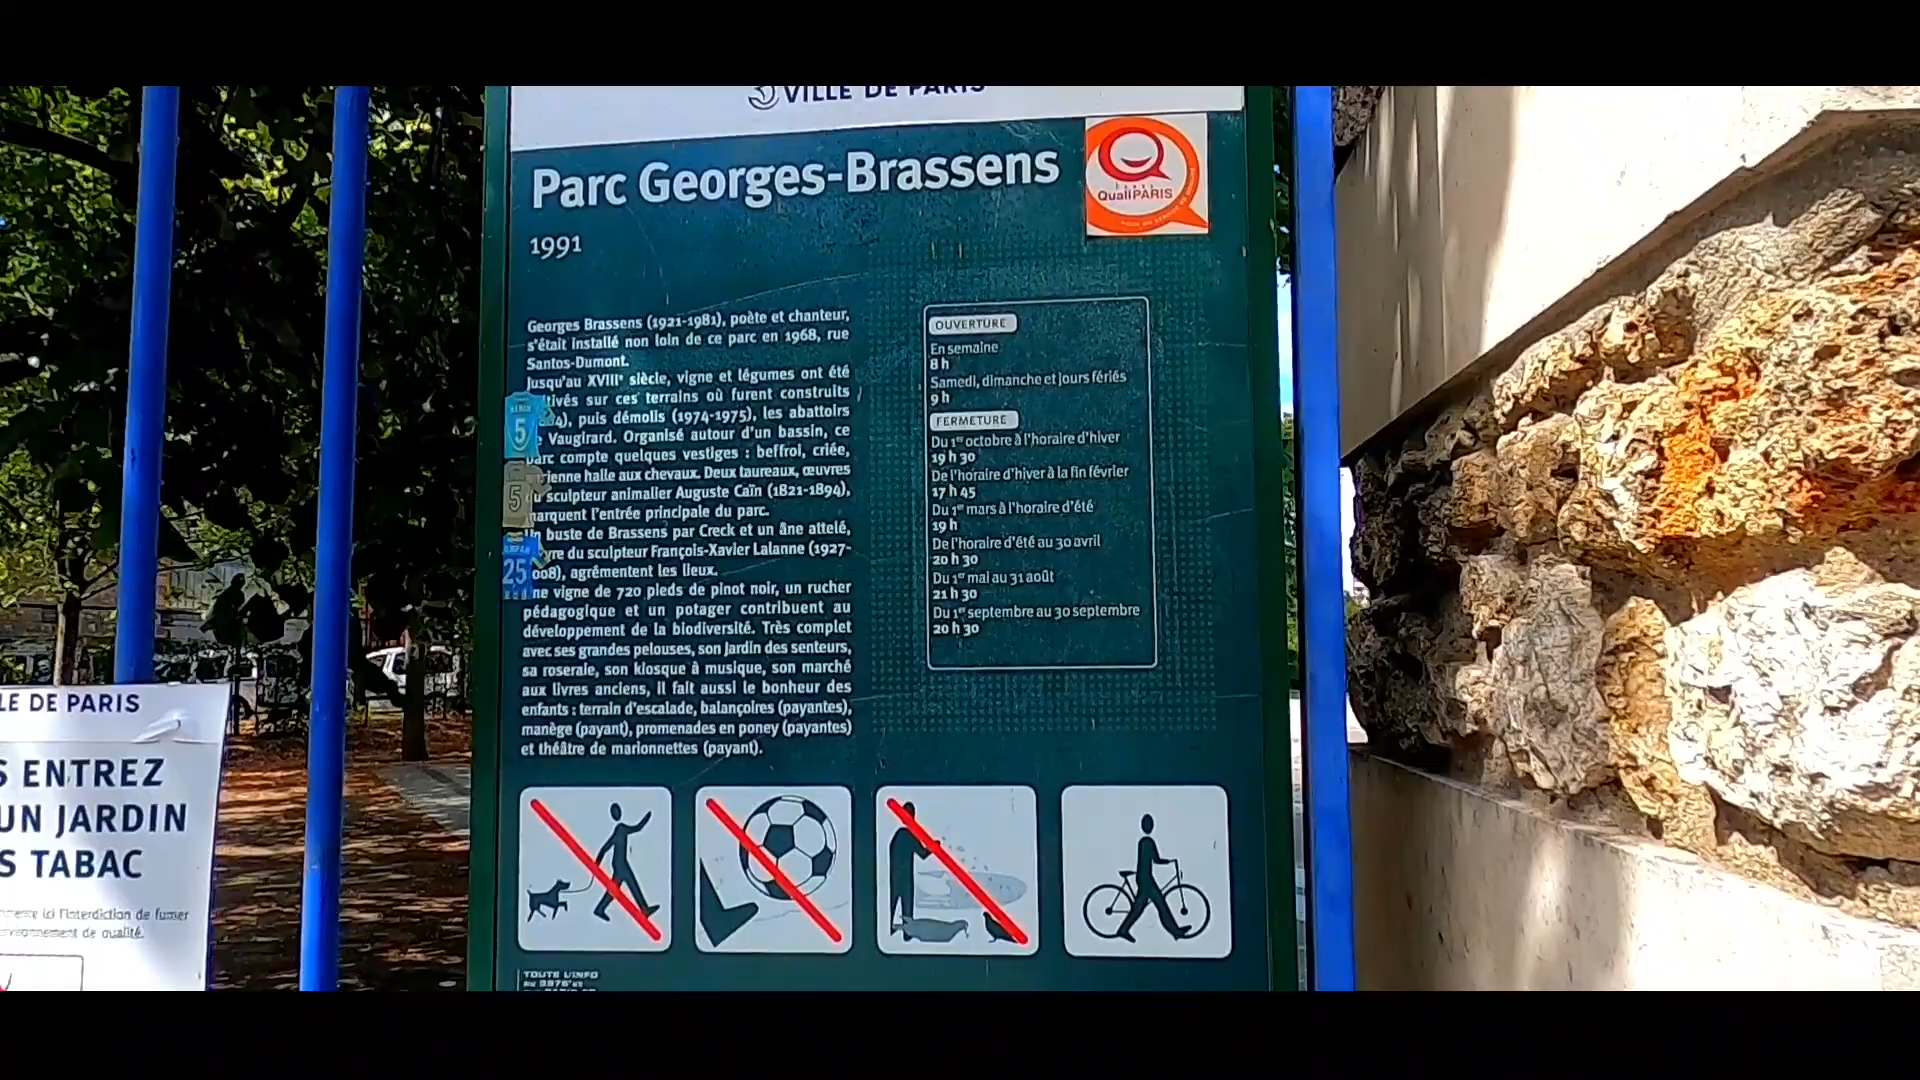 VILLE DE PARIS
Parc Georges-Brassens
QualiPARIS
1991
Georges Brassens (1921-1981), poète et chanteur,
s'était installé non loin de ce parc en 1968, rue
Santos-Dumont.
Jusqu'au XVIIIe siècle, vigne et légumes ont été
tivés sur ces terrains où furent construits
4), puis démolis (1974-1975), les abattoirs
Vaugirard. Organisé autour d'un bassin, ce
parc compte quelques vestiges : beffroi, criée,
rienne halle aux chevaux. Deux taureaux, œuvres
du sculpteur animalier Auguste Caïn (1821-1894),
marquent l'entrée principale du parc.
Un buste de Brassens par Creck et un âne attelé,
vre du sculpteur François-Xavier Lalanne (1927-
008), agrémentent les lieux.
ne vigne de 720 pieds de pinot noir, un rucher
pédagogique et un potager contribuent au
développement de la biodiversité. Très complet
avec ses grandes pelouses, son jardin des senteurs,
sa roseraie, son kiosque à musique, son marché
aux livres anciens, il fait aussi le bonheur des
enfants : terrain d'escalade, balançoires (payantes),
manège (payant), promenades en poney (payantes)
et théâtre de marionnettes (payant).
5
5
25
OUVERTURE
En semaine
8 h
Samedi, dimanche et jours fériés
9 h
FERMETURE
Du 1er octobre à l'horaire d'hiver
19 h 30
De l'horaire d'hiver à la fin février
17 h 45
Du 1er mars à l'horaire d'été
19 h
De l'horaire d'été au 30 avril
20 h 30
Du 1er mai au 31 août
21 h 30
Du 1er septembre au 30 septembre
20 h 30
TOUTE L'INFO
AU 3975 ET
LE DE PARIS
S ENTREZ
UN JARDIN
S TABAC
ici l'interdiction de fumer
de qualité.